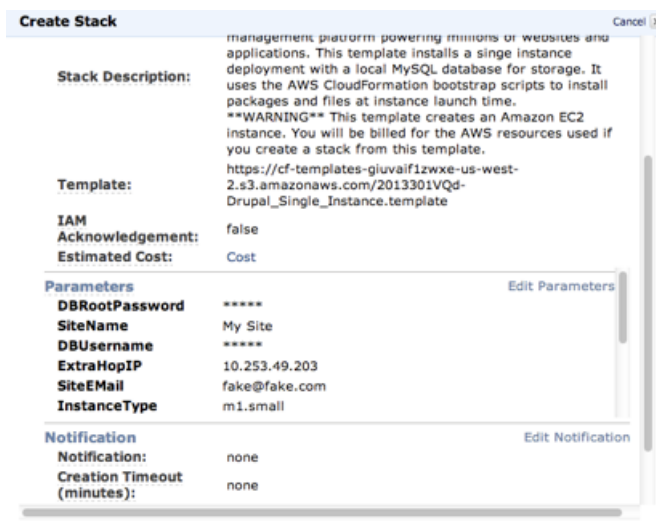 Create Stack
Cancel
management platform powering millions of websites and
applications. This template installs a singe instance
Stack Description:
deployment with a local MySQL database for storage. It
uses the AWS CloudFormation bootstrap scripts to install
packages and files at instance launch time.
**WARNING** This template creates an Amazon EC2
instance. You will be billed for the AWS resources used if
you create a stack from this template.
Template:
https://cf-templates-giuvaif1zwxe-us-west-
2.s3.amazonaws.com/2013301VQd-
Drupal_Single_Instance.template
IAM
Acknowledgement:
false
Estimated Cost:
Cost
Parameters
Edit Parameters
DBRootPassword
*****
SiteName
My Site
DBUsername
*****
ExtraHopIP
10.253.49.203
SiteEMail
fake@fake.com
InstanceType
m1.small
Notification
Edit Notification
Notification:
none
Creation Timeout
(minutes):
none